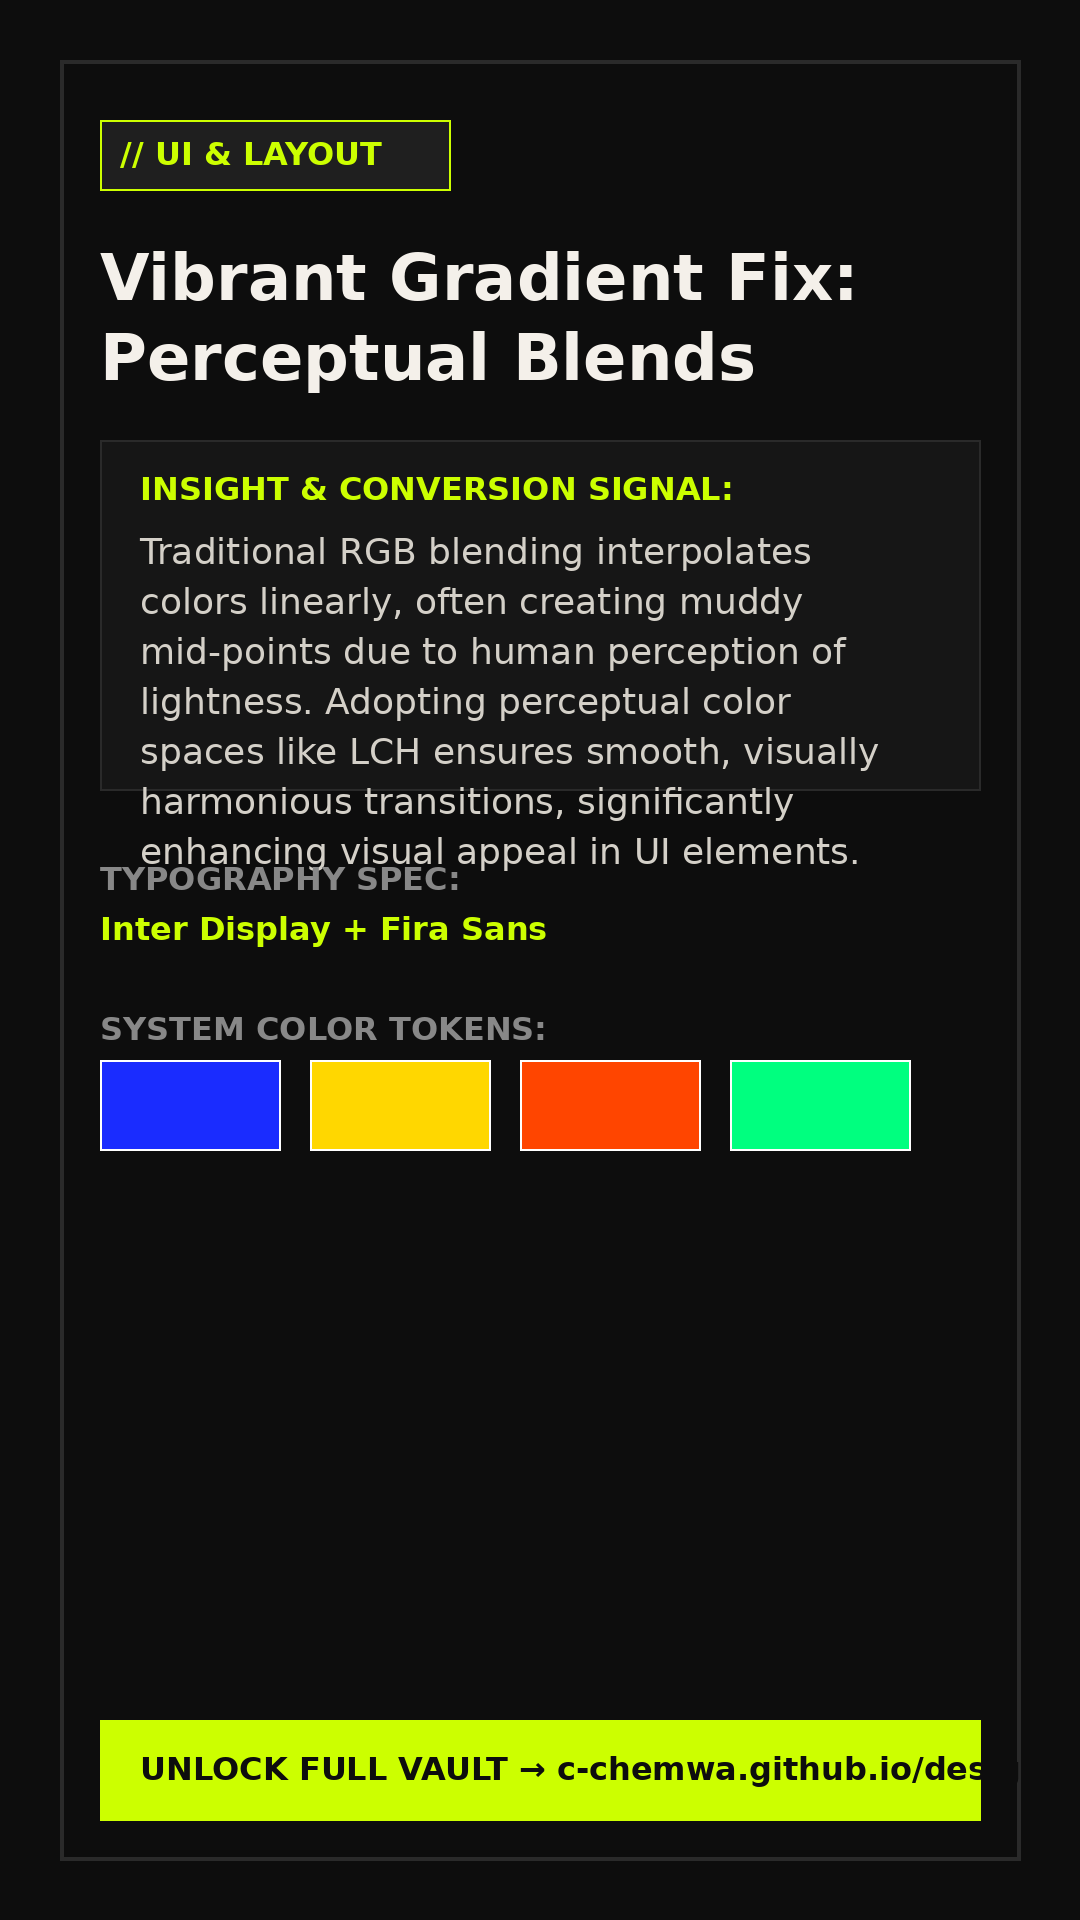 // UI & LAYOUT
Vibrant Gradient Fix:
Perceptual Blends
INSIGHT & CONVERSION SIGNAL:
Traditional RGB blending interpolates
colors linearly, often creating muddy
mid-points due to human perception of
lightness. Adopting perceptual color
spaces like LCH ensures smooth, visually
harmonious transitions, significantly
enhancing visual appeal in UI elements.
TYPOGRAPHY SPEC:
Inter Display + Fira Sans
SYSTEM COLOR TOKENS:
UNLOCK FULL VAULT → c-chemwa.github.io/des